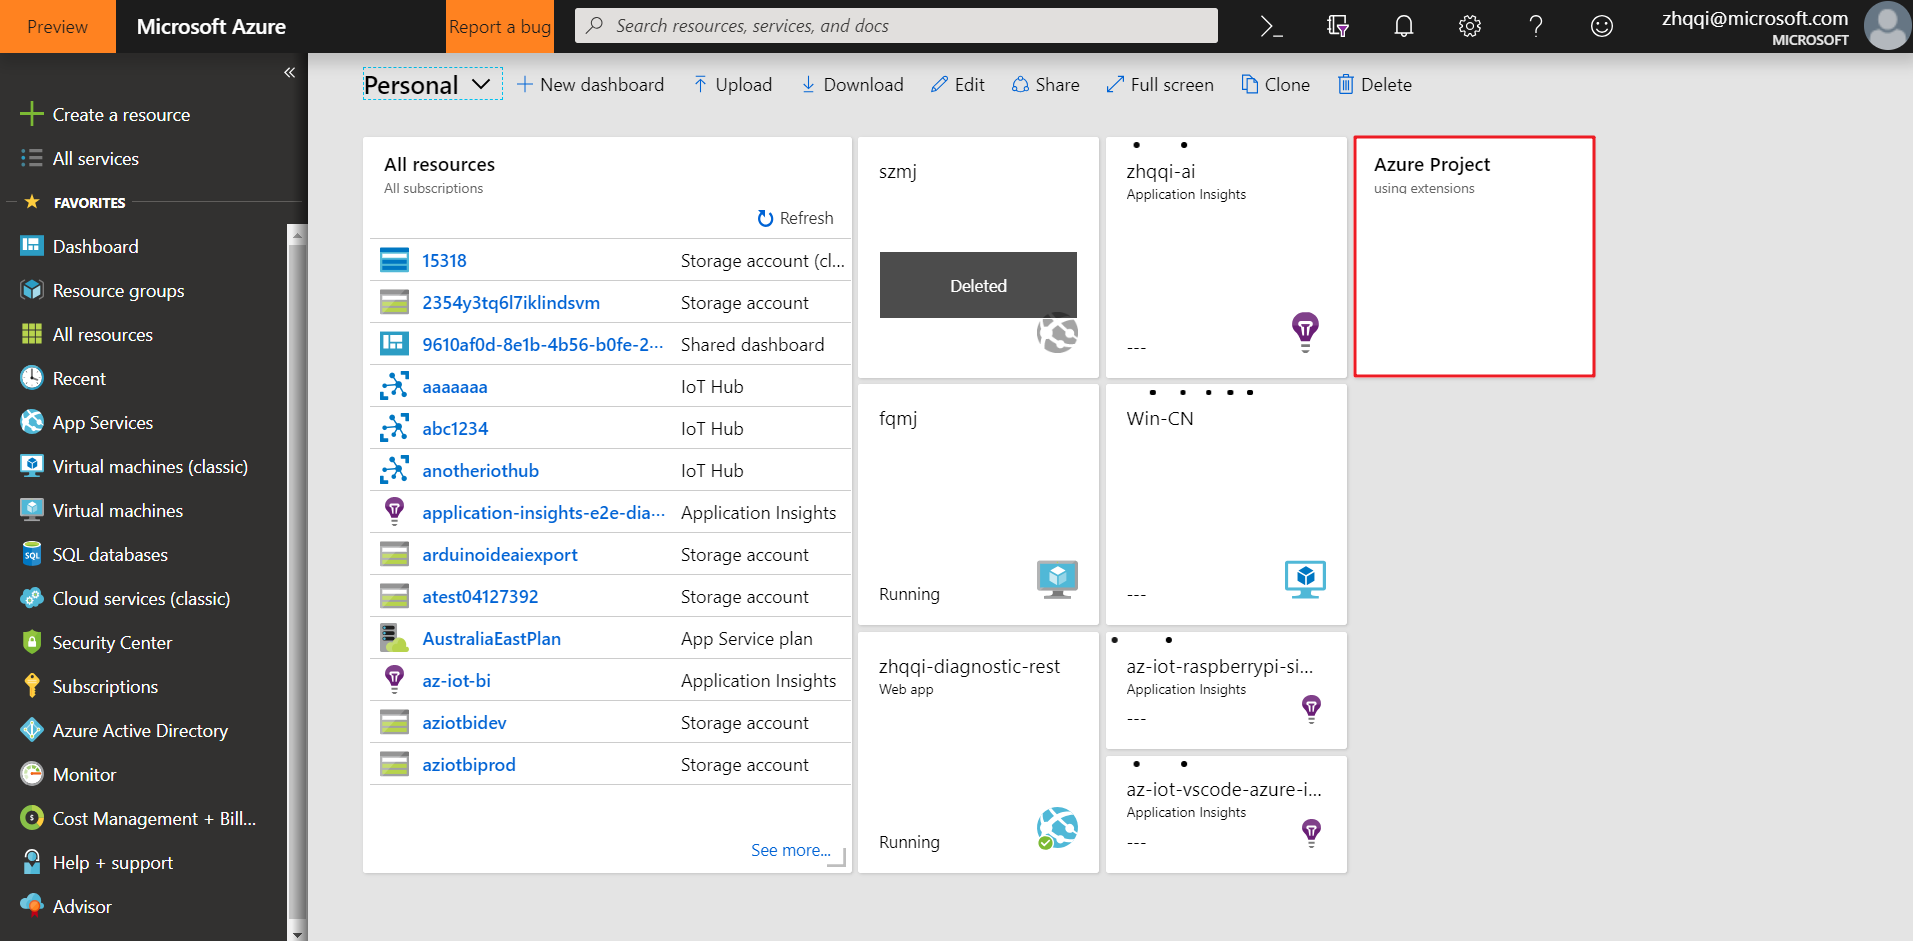 Preview
Microsoft Azure
Report a bug
Search resources, services, and docs
zhqqi@microsoft.com
MICROSOFT
Personal
New dashboard
Upload
Download
Edit
Share
Full screen
Clone
Delete
«
Create a resource
All services
FAVORITES
Dashboard
Resource groups
All resources
Recent
App Services
Virtual machines (classic)
Virtual machines
SQL databases
Cloud services (classic)
Security Center
Subscriptions
Azure Active Directory
Monitor
Cost Management + Bill...
Help + support
Advisor
All resources
All subscriptions
Refresh
15318 Storage account (cl...
2354y3tq6l7iklindsvm Storage account
9610af0d-8e1b-4b56-b0fe-2··· Shared dashboard
aaaaaaa IoT Hub
abc1234 IoT Hub
anotheriothub IoT Hub
application-insights-e2e-dia··· Application Insights
arduinoideaiexport Storage account
atest04127392 Storage account
AustraliaEastPlan App Service plan
az-iot-bi Application Insights
aziotbidev Storage account
aziotbiprod Storage account
See more...
szmj
Deleted
fqmj
Running
zhqqi-diagnostic-rest
Web app
Running
zhqqi-ai
Application Insights
---
Win-CN
---
az-iot-raspberrypi-si...
Application Insights
---
az-iot-vscode-azure-i...
Application Insights
---
Azure Project
using extensions